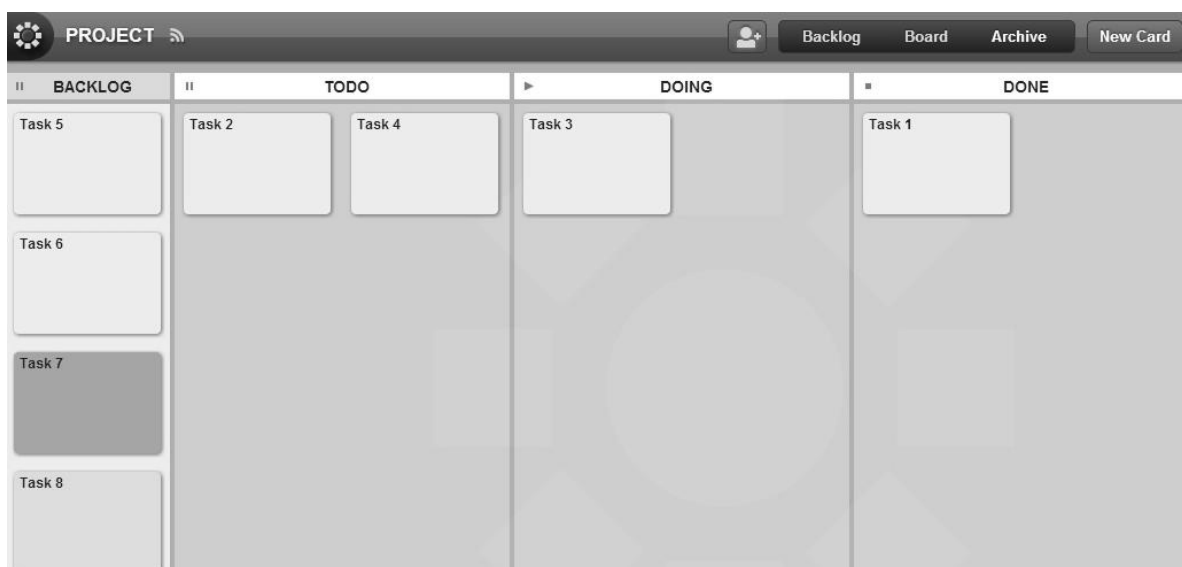 PROJECT
Backlog Board Archive New Card
BACKLOG
TODO
DOING
DONE
Task 5
Task 6
Task 7
Task 8
Task 2
Task 4
Task 3
Task 1